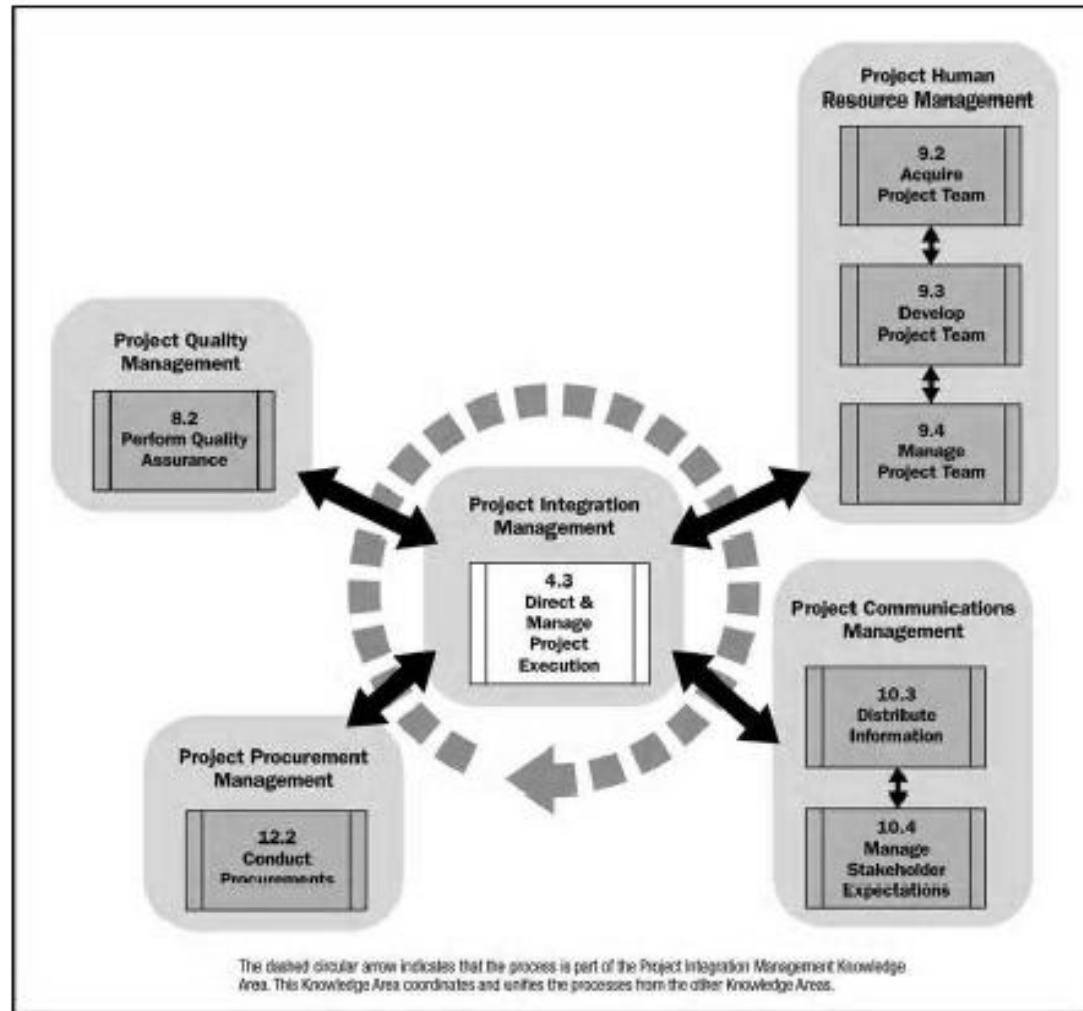 Project Human
Resource Management
9.2
Acquire
Project Team
9.3
Develop
Project Team
9.4
Manage
Project Team
Project Quality
Management
8.2
Perform Quality
Assurance
Project Integration
Management
4.3
Direct &
Manage
Project
Execution
Project Communications
Management
10.3
Distribute
Information
10.4
Manage
Stakeholder
Expectations
Project Procurement
Management
12.2
Conduct
Procurements
The dashed circular arrow indicates that the process is part of the Project Integration Management Knowledge
Area. This Knowledge Area coordinates and unifies the processes from the other Knowledge Areas.